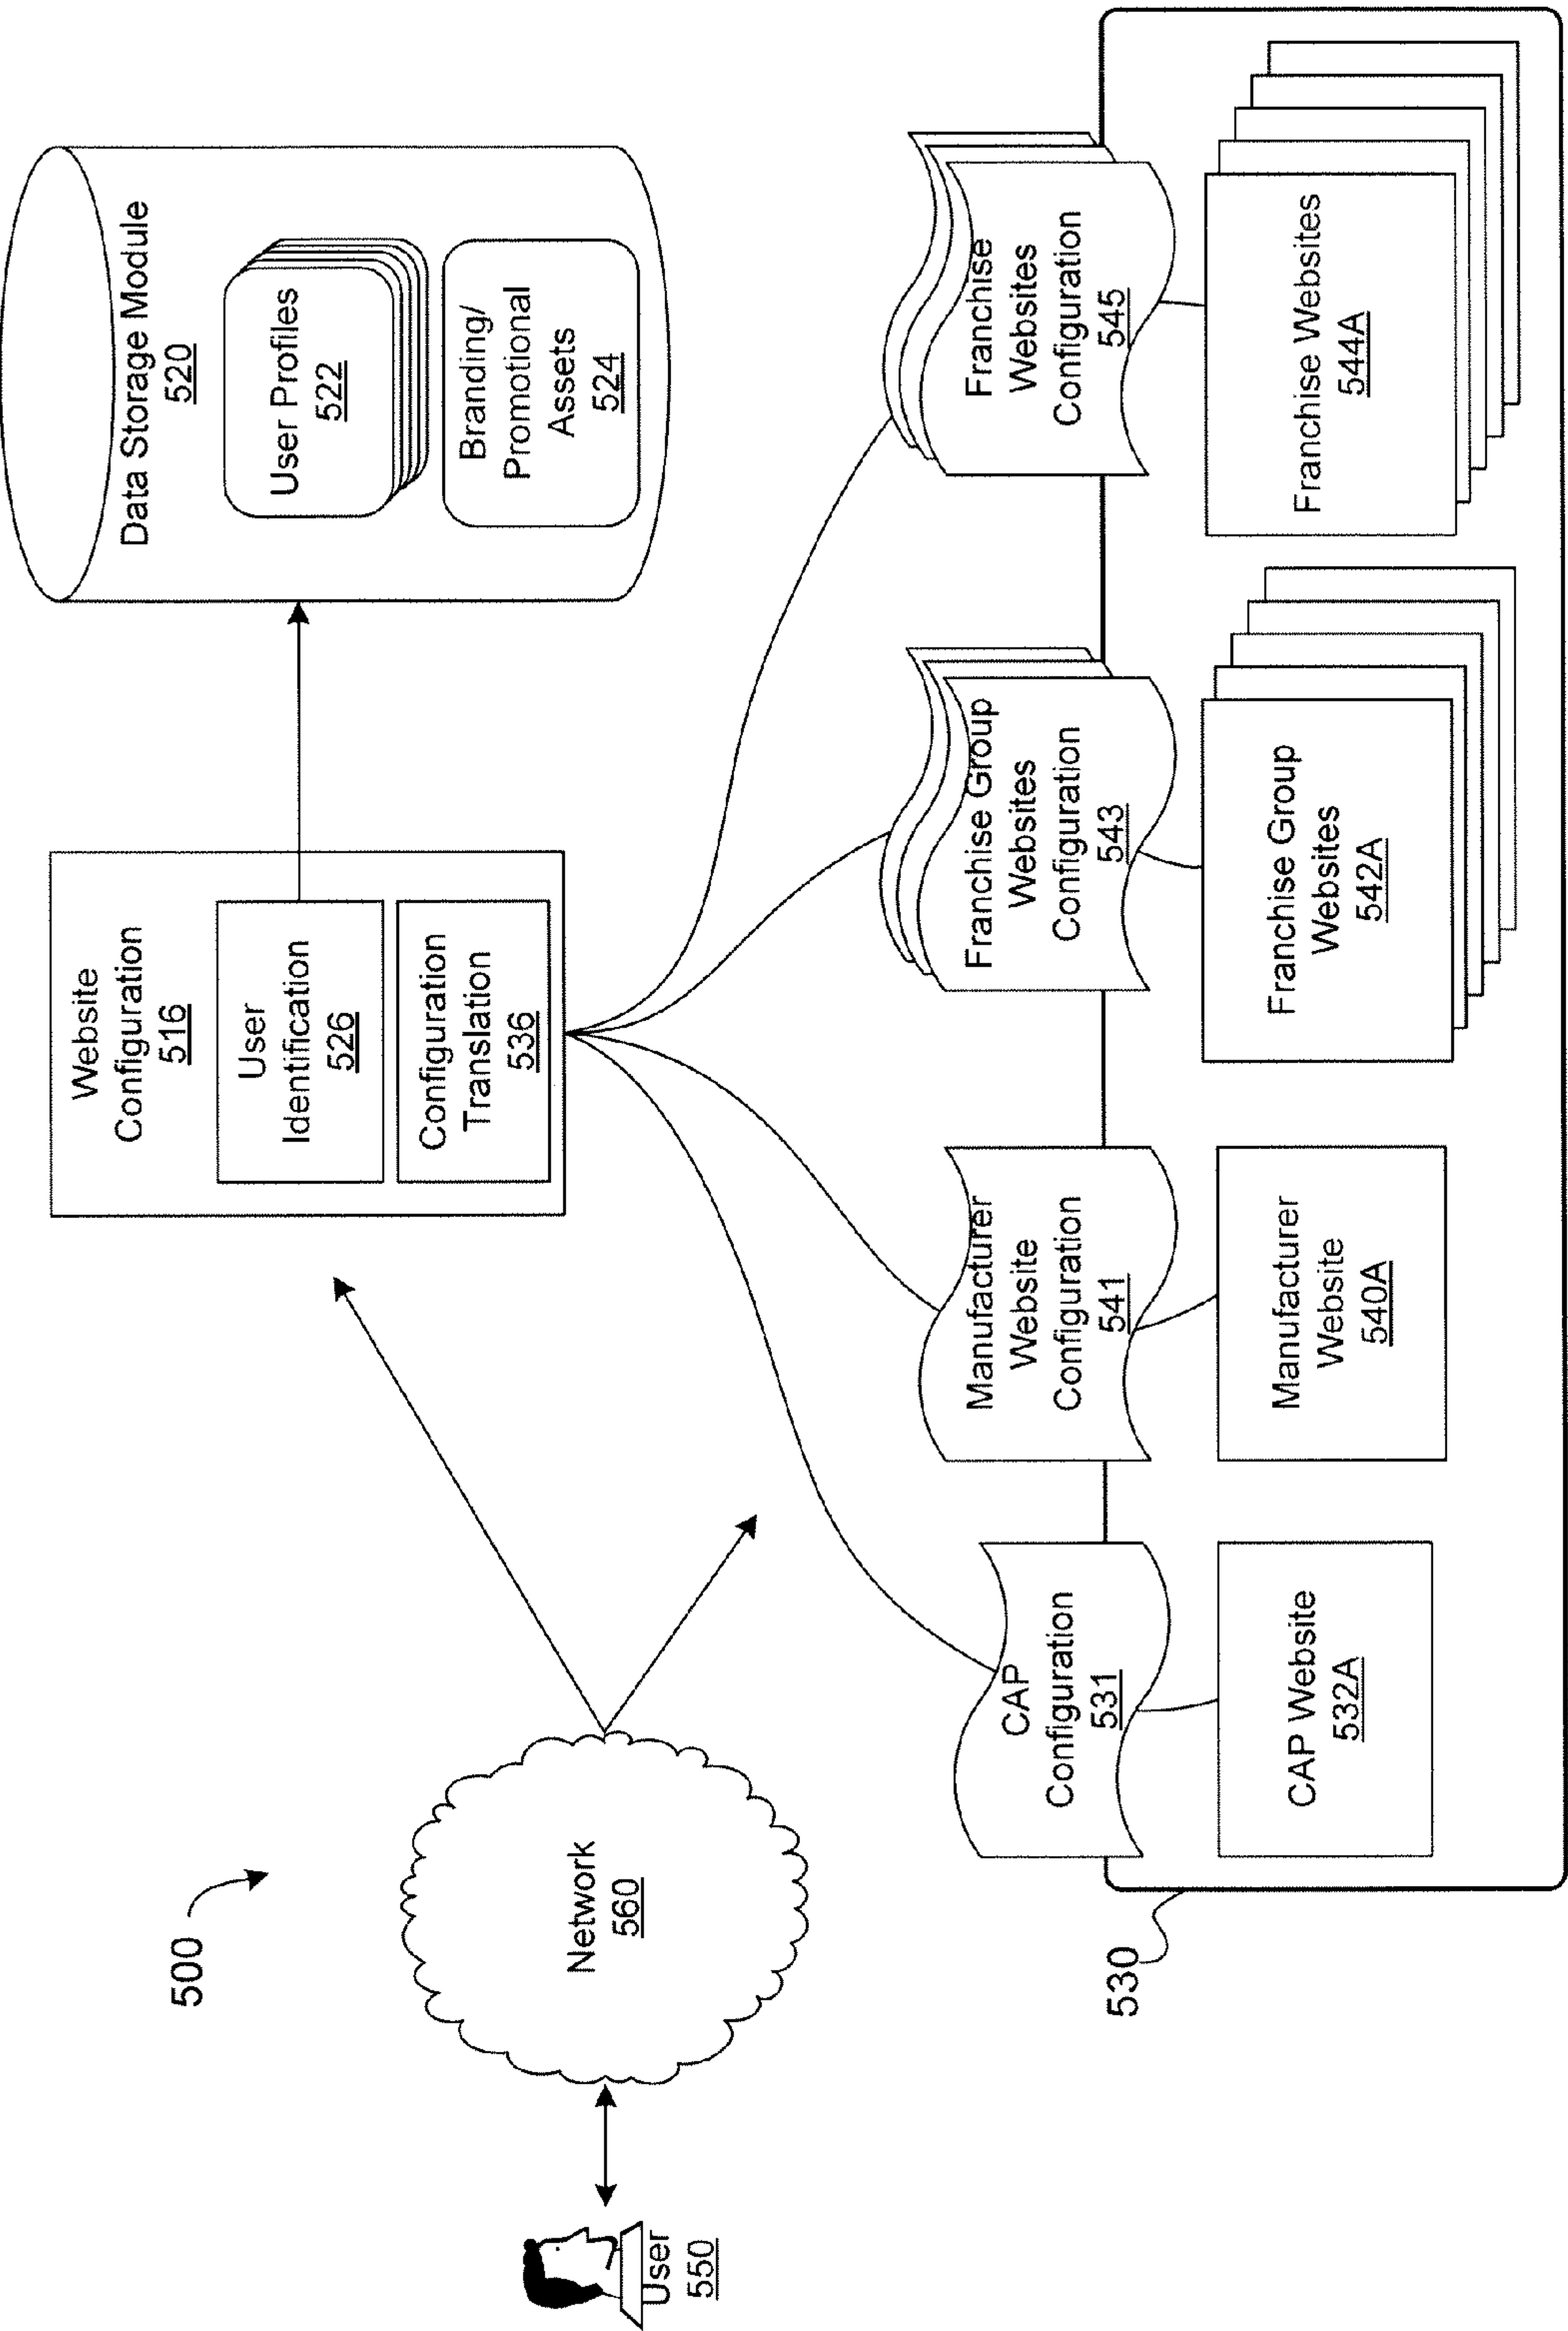 500
User
550
Network
560
Website
Configuration
516
User
Identification
526
Configuration
Translation
536
Data Storage Module
520
User Profiles
522
Branding/
Promotional
Assets
524
530
CAP
Configuration
531
CAP Website
532A
Manufacturer
Website
Configuration
541
Manufacturer
Website
540A
Franchise Group
Websites
Configuration
543
Franchise Group
Websites
542A
Franchise
Websites
Configuration
545
Franchise Websites
544A